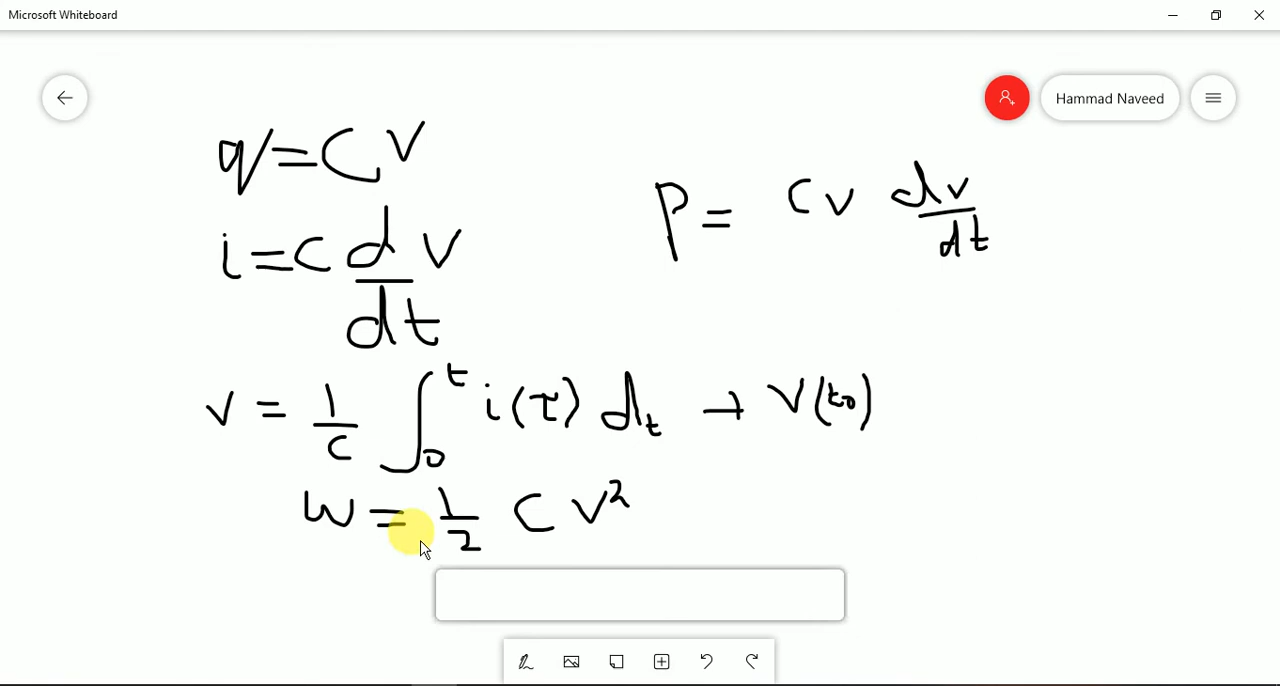 Microsoft Whiteboard
Hammad Naveed
q = C V
i = C d/dt V
P = C V dv/dt
V = 1/C ∫₀ᵗ i(τ) dt + V(t0)
W = 1/2 C V²